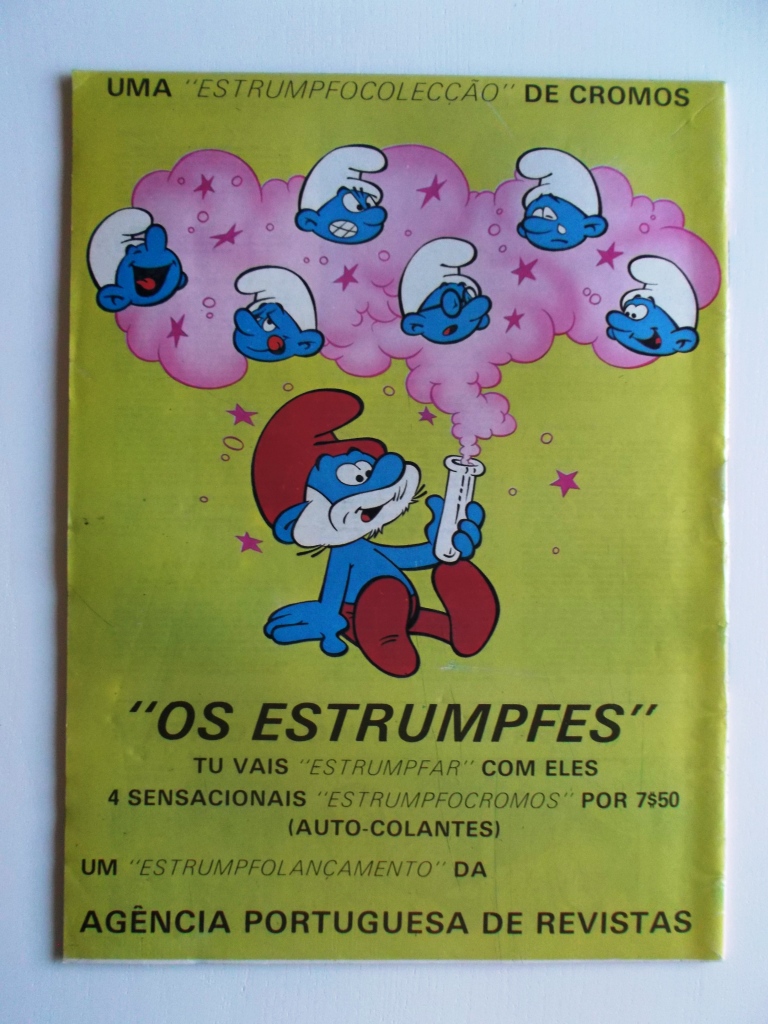 UMA "ESTRUMPFOCOLECÇÃO" DE CROMOS
"OS ESTRUMPFES"
TU VAIS "ESTRUMPFAR" COM ELES
4 SENSACIONAIS "ESTRUMPFOCROMOS" POR 7$50
(AUTO-COLANTES)
UM "ESTRUMPFOLANÇAMENTO" DA
AGÊNCIA PORTUGUESA DE REVISTAS